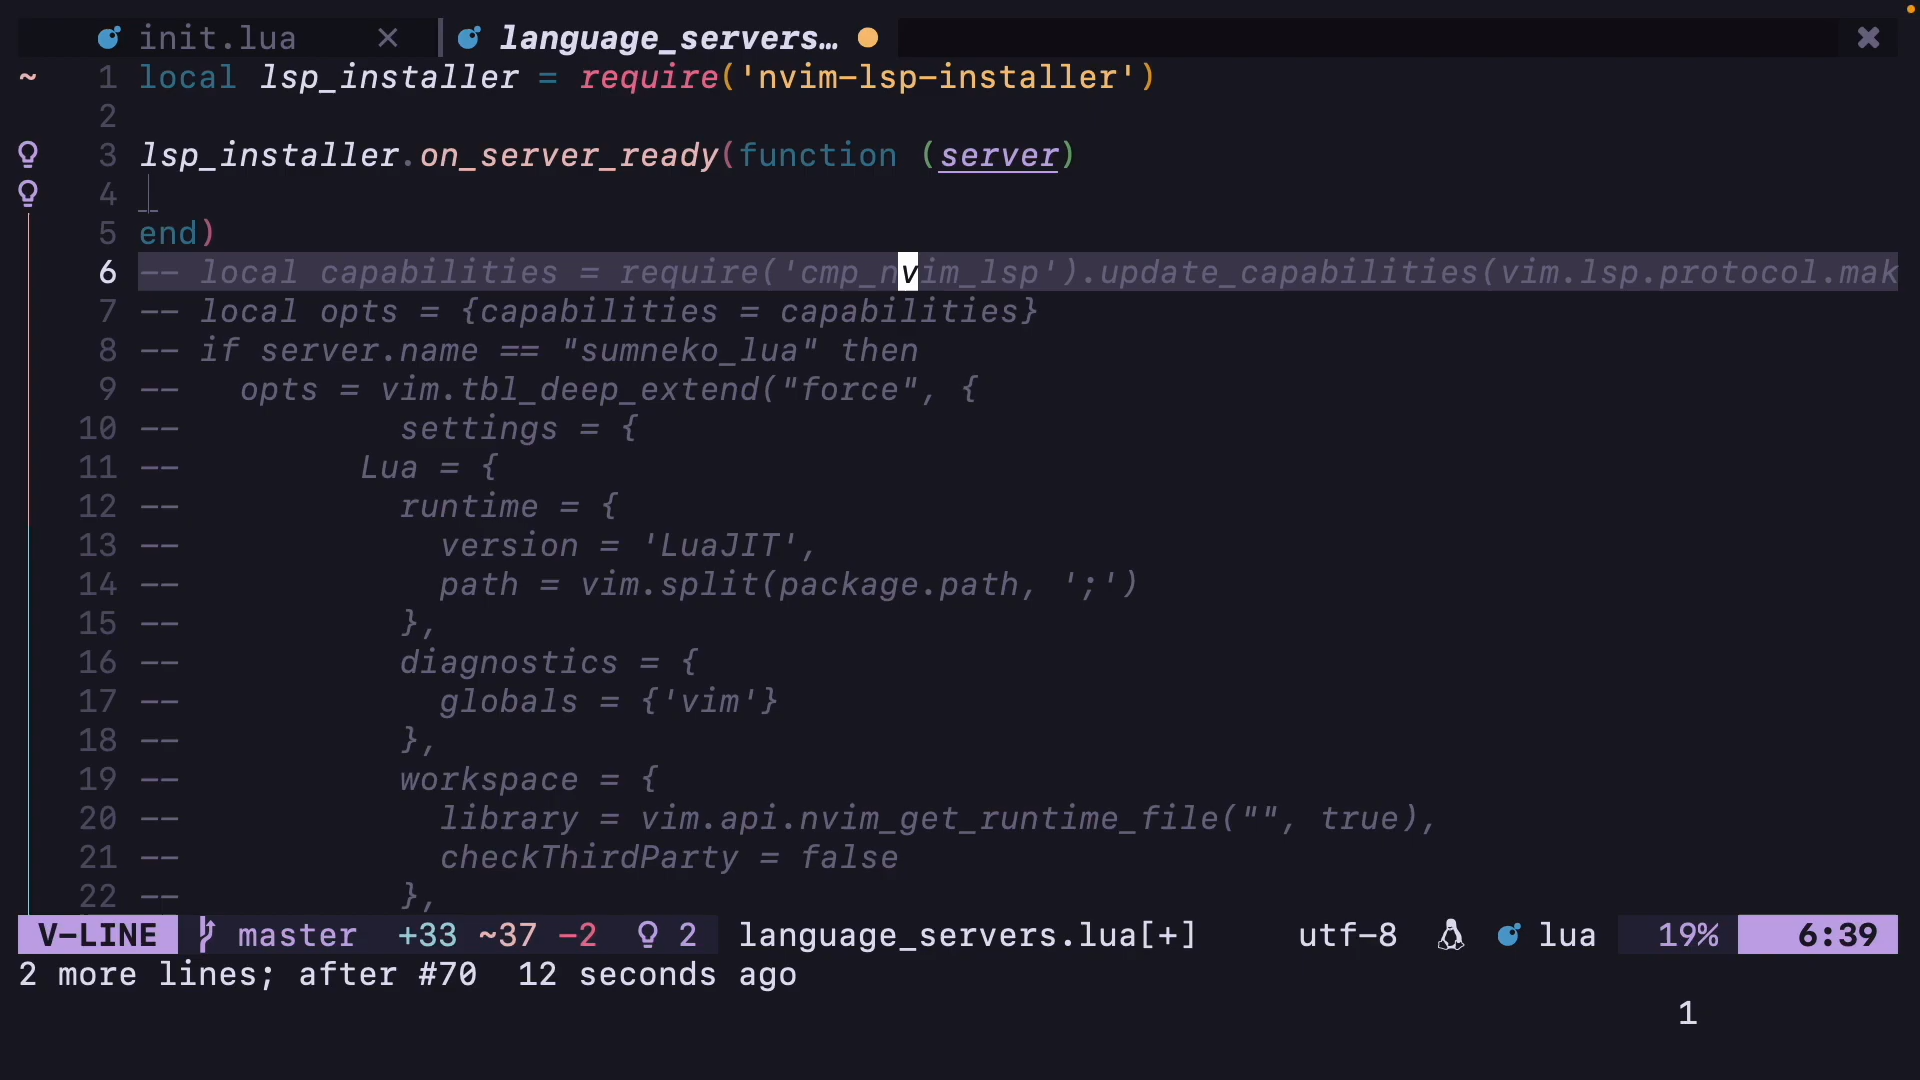 init.lua × language_servers…
~ 1 local lsp_installer = require('nvim-lsp-installer')
2
3 lsp_installer.on_server_ready(function (server)
4
5 end)
6 -- local capabilities = require('cmp_nvim_lsp').update_capabilities(vim.lsp.protocol.mak
7 -- local opts = {capabilities = capabilities}
8 -- if server.name == "sumneko_lua" then
9 --   opts = vim.tbl_deep_extend("force", {
10 --           settings = {
11 --         Lua = {
12 --           runtime = {
13 --             version = 'LuaJIT',
14 --             path = vim.split(package.path, ';')
15 --           },
16 --           diagnostics = {
17 --             globals = {'vim'}
18 --           },
19 --           workspace = {
20 --             library = vim.api.nvim_get_runtime_file("", true),
21 --             checkThirdParty = false
22 --           },
V-LINE master +33 ~37 -2 2 language_servers.lua[+] utf-8 lua 19% 6:39
2 more lines; after #70  12 seconds ago
1